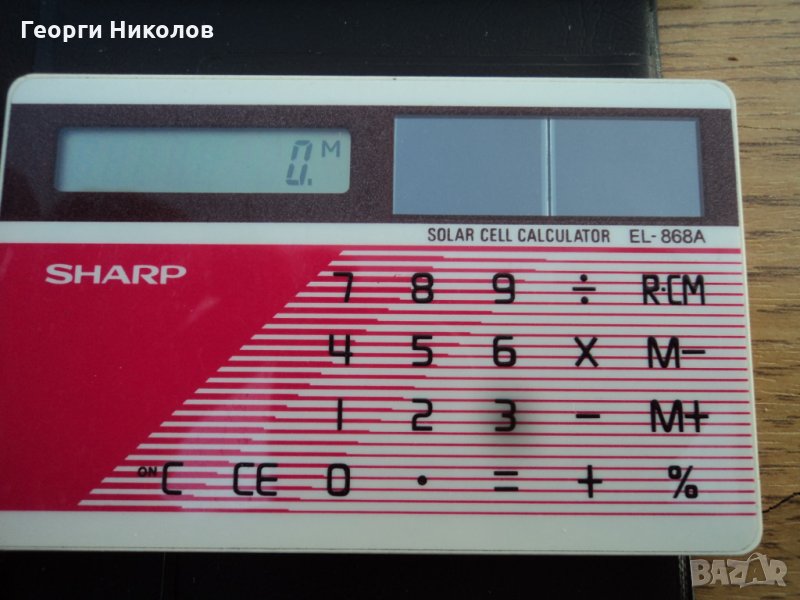 Георги Николов
0. M
SOLAR CELL CALCULATOR EL-868A
SHARP
7 8 9 ÷ R·CM
4 5 6 X M−
1 2 3 − M+
ON C CE 0 · = + %
BAZAR